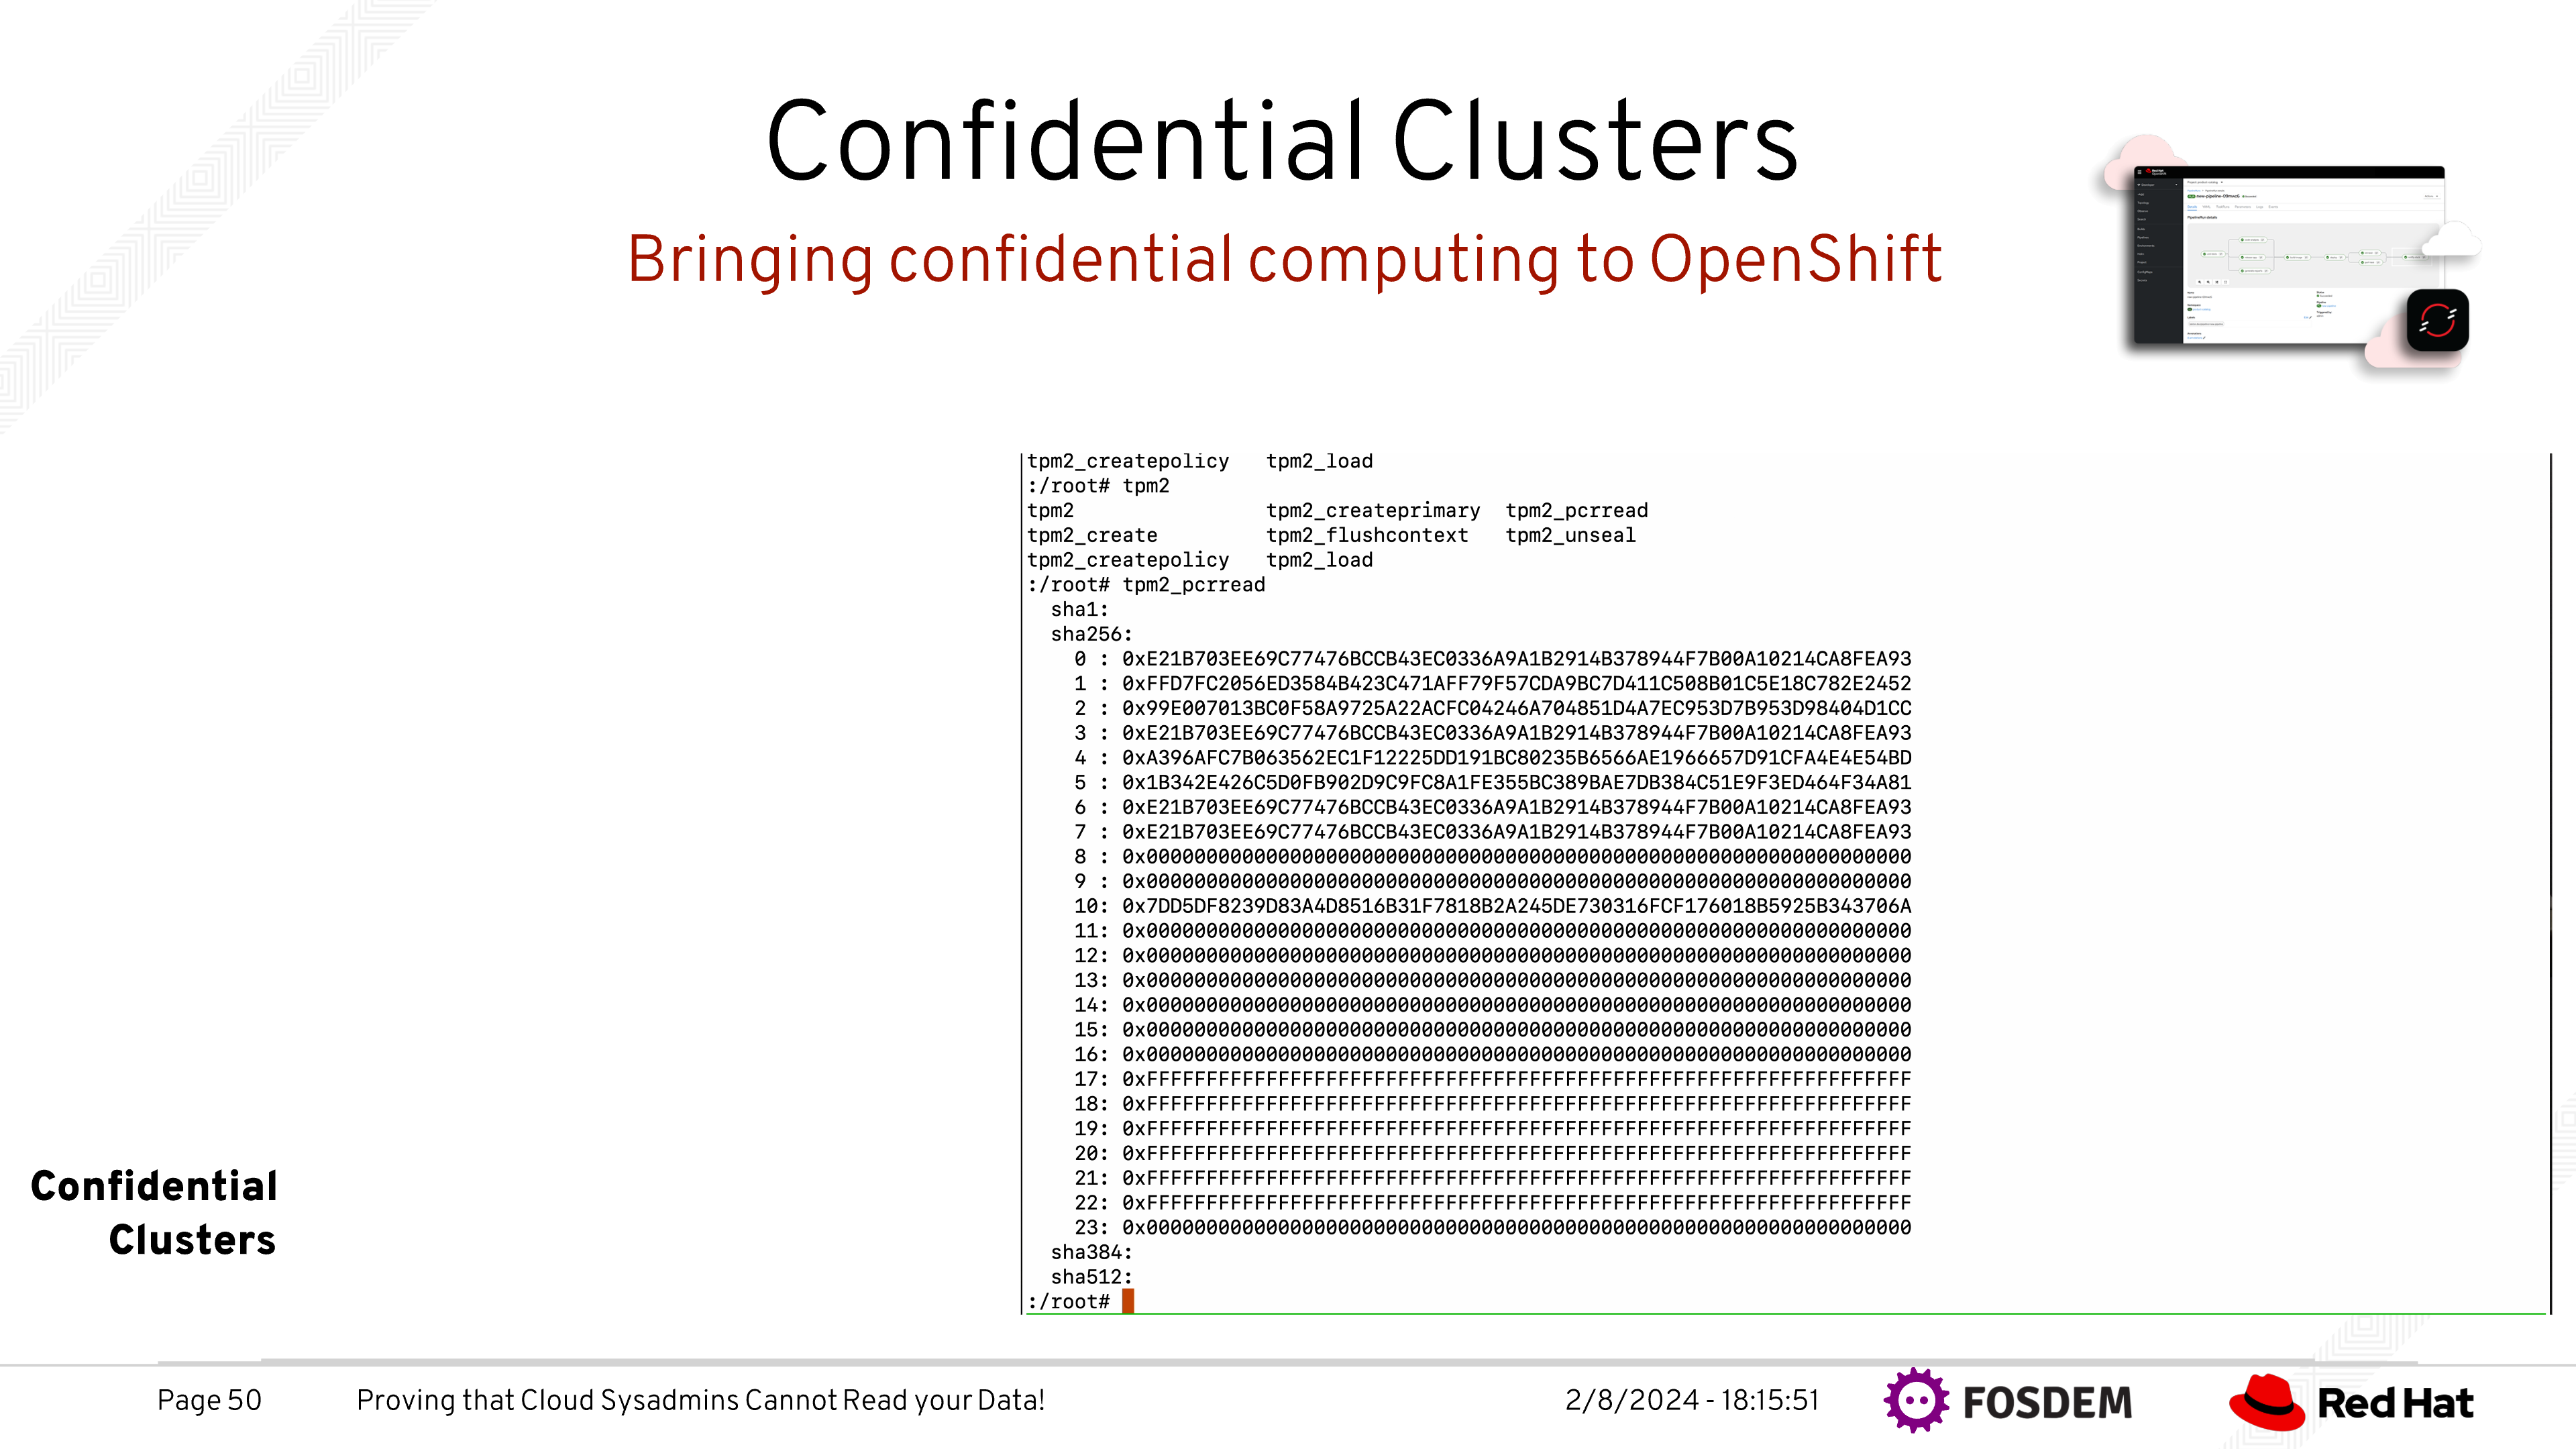 Confidential Clusters
Bringing confidential computing to OpenShift
tpm2_createpolicy   tpm2_load
:/root# tpm2
tpm2                tpm2_createprimary  tpm2_pcrread
tpm2_create         tpm2_flushcontext   tpm2_unseal
tpm2_createpolicy   tpm2_load
:/root# tpm2_pcrread
sha1:
sha256:
0 : 0xE21B703EE69C77476BCCB43EC0336A9A1B2914B378944F7B00A10214CA8FEA93
1 : 0xFFD7FC2056ED3584B423C471AFF79F57CDA9BC7D411C508B01C5E18C782E2452
2 : 0x99E007013BC0F58A9725A22ACFC04246A704851D4A7EC953D7B953D98404D1CC
3 : 0xE21B703EE69C77476BCCB43EC0336A9A1B2914B378944F7B00A10214CA8FEA93
4 : 0xA396AFC7B063562EC1F12225DD191BC80235B6566AE1966657D91CFA4E4E54BD
5 : 0x1B342E426C5D0FB902D9C9FC8A1FE355BC389BAE7DB384C51E9F3ED464F34A81
6 : 0xE21B703EE69C77476BCCB43EC0336A9A1B2914B378944F7B00A10214CA8FEA93
7 : 0xE21B703EE69C77476BCCB43EC0336A9A1B2914B378944F7B00A10214CA8FEA93
8 : 0x0000000000000000000000000000000000000000000000000000000000000000
9 : 0x0000000000000000000000000000000000000000000000000000000000000000
10: 0x7DD5DF8239D83A4D8516B31F7818B2A245DE730316FCF176018B5925B343706A
11: 0x0000000000000000000000000000000000000000000000000000000000000000
12: 0x0000000000000000000000000000000000000000000000000000000000000000
13: 0x0000000000000000000000000000000000000000000000000000000000000000
14: 0x0000000000000000000000000000000000000000000000000000000000000000
15: 0x0000000000000000000000000000000000000000000000000000000000000000
16: 0x0000000000000000000000000000000000000000000000000000000000000000
17: 0xFFFFFFFFFFFFFFFFFFFFFFFFFFFFFFFFFFFFFFFFFFFFFFFFFFFFFFFFFFFFFFFF
18: 0xFFFFFFFFFFFFFFFFFFFFFFFFFFFFFFFFFFFFFFFFFFFFFFFFFFFFFFFFFFFFFFFF
19: 0xFFFFFFFFFFFFFFFFFFFFFFFFFFFFFFFFFFFFFFFFFFFFFFFFFFFFFFFFFFFFFFFF
20: 0xFFFFFFFFFFFFFFFFFFFFFFFFFFFFFFFFFFFFFFFFFFFFFFFFFFFFFFFFFFFFFFFF
21: 0xFFFFFFFFFFFFFFFFFFFFFFFFFFFFFFFFFFFFFFFFFFFFFFFFFFFFFFFFFFFFFFFF
22: 0xFFFFFFFFFFFFFFFFFFFFFFFFFFFFFFFFFFFFFFFFFFFFFFFFFFFFFFFFFFFFFFFF
23: 0x0000000000000000000000000000000000000000000000000000000000000000
sha384:
sha512:
:/root#
Confidential
Clusters
Page 50
Proving that Cloud Sysadmins Cannot Read your Data!
2/8/2024 - 18:15:51
FOSDEM
Red Hat